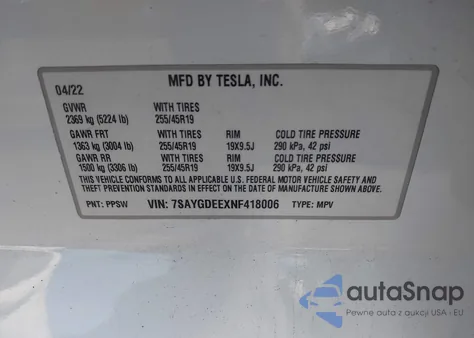 MFD BY TESLA, INC.
04/22
GVWR WITH TIRES
2369 kg (5224 lb) 255/45R19
GAWR FRT WITH TIRES RIM COLD TIRE PRESSURE
1363 kg (3004 lb) 255/45R19 19X9.5J 290 kPa, 42 psi
GAWR RR WITH TIRES RIM COLD TIRE PRESSURE
1500 kg (3306 lb) 255/45R19 19X9.5J 290 kPa, 42 psi
THIS VEHICLE CONFORMS TO ALL APPLICABLE U.S. FEDERAL MOTOR VEHICLE SAFETY
AND THEFT PREVENTION STANDARDS IN EFFECT ON THE DATE OF MANUFACTURE SHOWN ABOVE.
PNT: PPSW VIN: 7SAYGDEEXNF418006 TYPE: MPV
autoSnap
Pewne auta z aukcji USA i EU